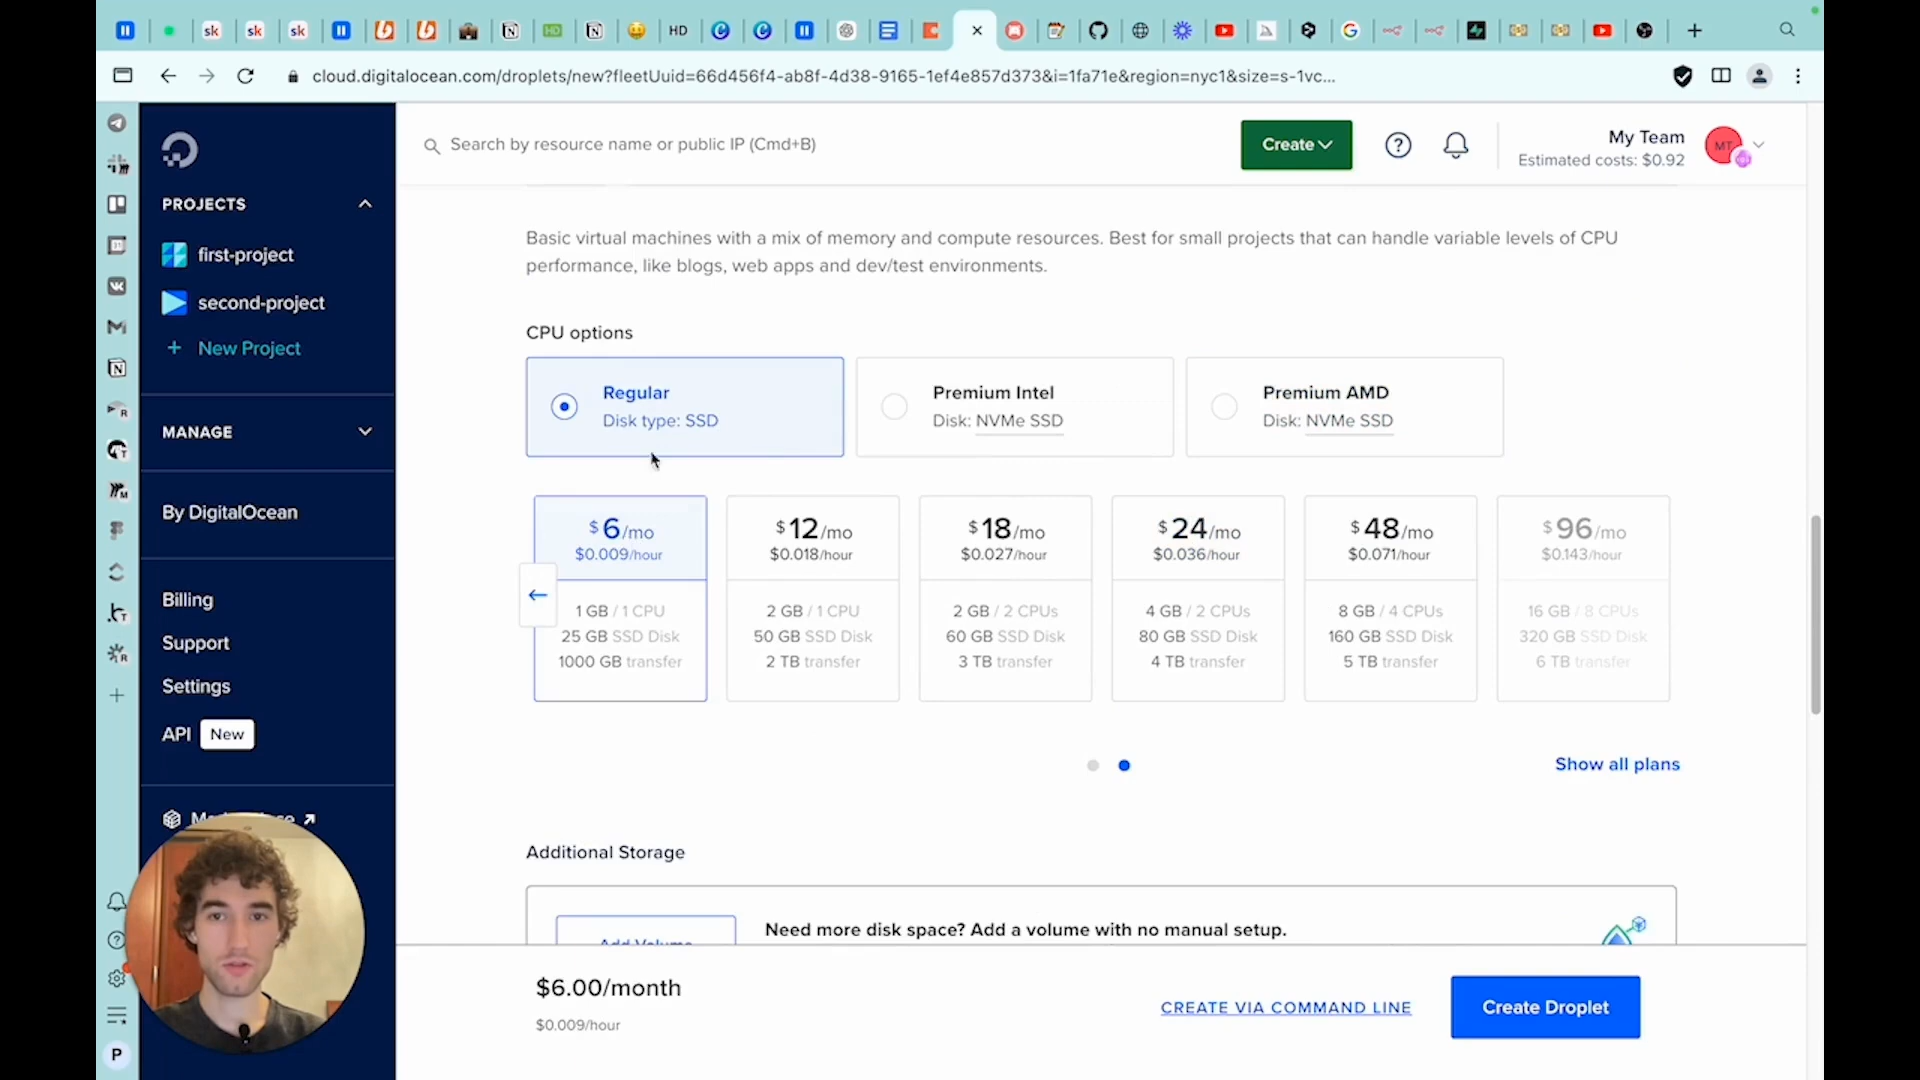 sk
sk
sk
HD
HD
cloud.digitalocean.com/droplets/new?fleetUuid=66d456f4-ab8f-4d38-9165-1ef4e857d373&i=1fa71e&region=nyc1&size=s-1vc...
Search by resource name or public IP (Cmd+B)
Create
My Team
Estimated costs: $0.92
MT
PROJECTS
first-project
second-project
+ New Project
MANAGE
By DigitalOcean
Billing
Support
Settings
API New
Basic virtual machines with a mix of memory and compute resources. Best for small projects that can handle variable levels of CPU
performance, like blogs, web apps and dev/test environments.
CPU options
Regular
Disk type: SSD
Premium Intel
Disk: NVMe SSD
Premium AMD
Disk: NVMe SSD
$6/mo
$0.009/hour
1 GB / 1 CPU
25 GB SSD Disk
1000 GB transfer
$12/mo
$0.018/hour
2 GB / 1 CPU
50 GB SSD Disk
2 TB transfer
$18/mo
$0.027/hour
2 GB / 2 CPUs
60 GB SSD Disk
3 TB transfer
$24/mo
$0.036/hour
4 GB / 2 CPUs
80 GB SSD Disk
4 TB transfer
$48/mo
$0.071/hour
8 GB / 4 CPUs
160 GB SSD Disk
5 TB transfer
$96/mo
$0.143/hour
16 GB / 8 CPUs
320 GB SSD Disk
6 TB transfer
Show all plans
Additional Storage
Add Volume
Need more disk space? Add a volume with no manual setup.
$6.00/month
$0.009/hour
CREATE VIA COMMAND LINE
Create Droplet
P